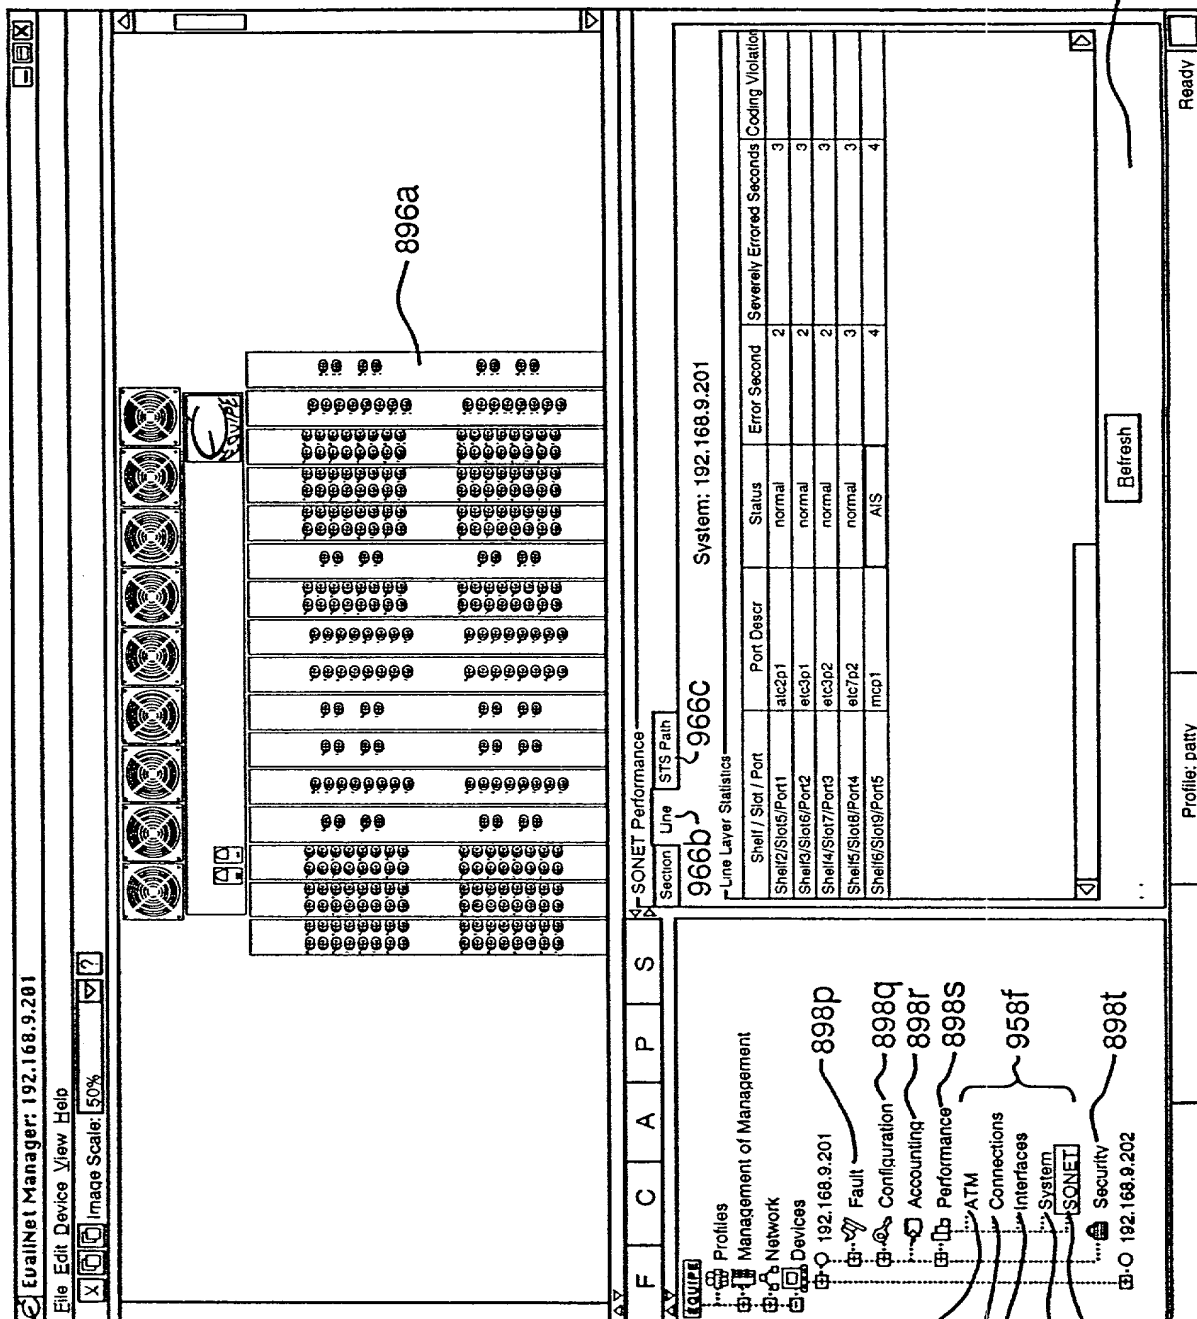 EualiNet Manager: 192.168.9.201
File Edit Device View Help
X Image Scale: 50% ?
896a
F C A P S
EQUIPE
Profiles
Management of Management
Network
Devices
192.168.9.201
Fault
898p
Configuration
898q
Accounting
898r
Performance
898s
ATM
Connections
Interfaces
System
SONET
958f
Security
898t
192.168.9.202
SONET Performance
Section Line STS Path
966b 966c
System: 192.168.9.201
Line Layer Statistics
Shelf / Slot / Port Port Descr Status Error Second Severely Errored Seconds Coding Violation
Shelf2/Slot5/Port1 atc2p1 normal 2 3
Shelf3/Slot6/Port2 etc3p1 normal 2 3
Shelf4/Slot7/Port3 etc3p2 normal 2 3
Shelf5/Slot8/Port4 etc7p2 normal 3 3
Shelf6/Slot9/Port5 mcp1 AIS 4 4
Refresh
Profile: patty
Ready